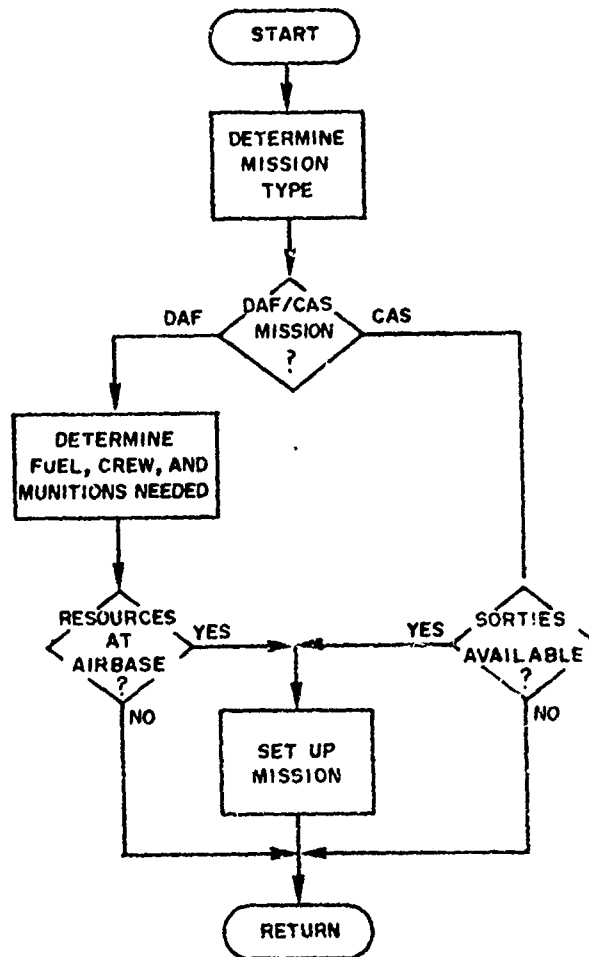 START
DETERMINE
MISSION
TYPE
DAF
DAF/CAS
MISSION
?
CAS
DETERMINE
FUEL, CREW, AND
MUNITIONS NEEDED
RESOURCES
AT
AIRBASE
?
YES
NO
YES
SORTIES
AVAILABLE
?
NO
SET UP
MISSION
RETURN